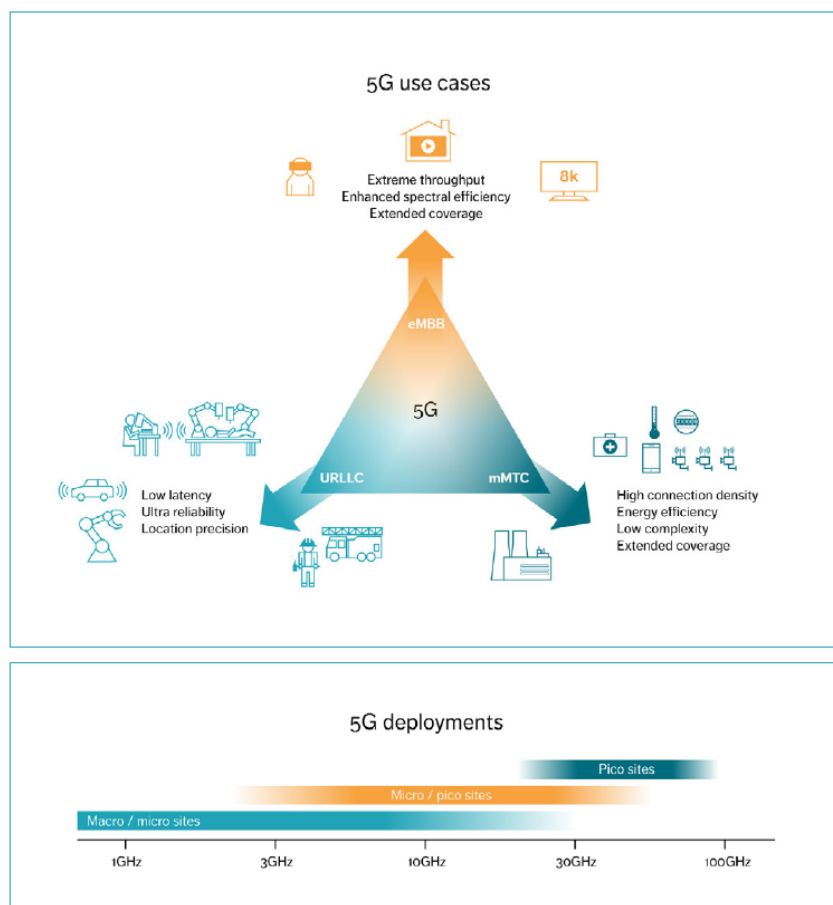 5G use cases
Extreme throughput
Enhanced spectral efficiency
Extended coverage
8k
eMBB
5G
URLLC
mMTC
Low latency
Ultra reliability
Location precision
High connection density
Energy efficiency
Low complexity
Extended coverage
5G deployments
Pico sites
Micro / pico sites
Macro / micro sites
1GHz
3GHz
10GHz
30GHz
100GHz